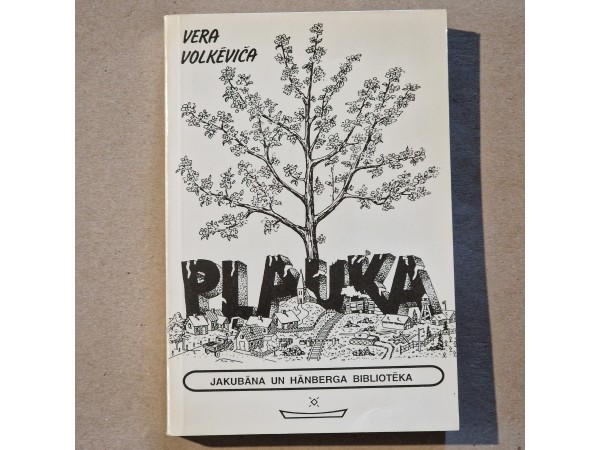 VERA
VOLKĒVIČA
PLAUKA
JAKUBĀNA UN HĀNBERGA BIBLIOTĒKA